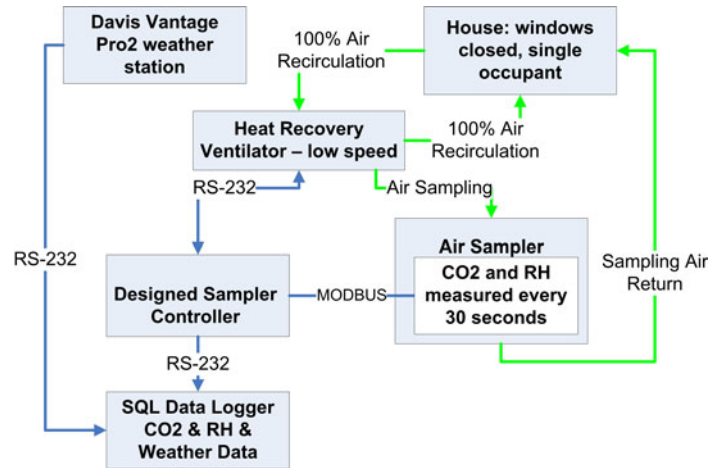 Davis Vantage
Pro2 weather
station
100% Air
Recirculation
House: windows
closed, single
occupant
Heat Recovery
Ventilator – low speed
100% Air
Recirculation
RS-232
Air Sampling
RS-232
Air Sampler
CO2 and RH
measured every
30 seconds
Sampling Air
Return
Designed Sampler
Controller
MODBUS
RS-232
SQL Data Logger
CO2 & RH &
Weather Data